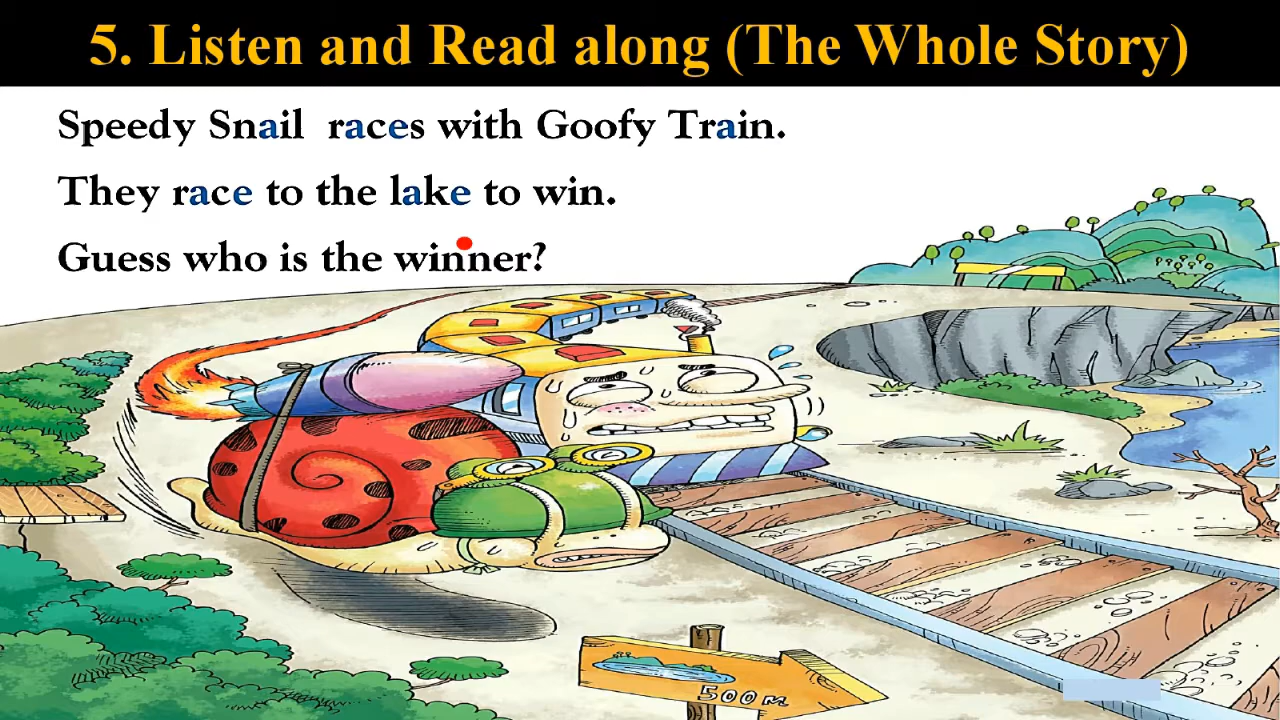 5. Listen and Read along (The Whole Story)
Speedy Snail races with Goofy Train.
They race to the lake to win.
Guess who is the winner?
500M